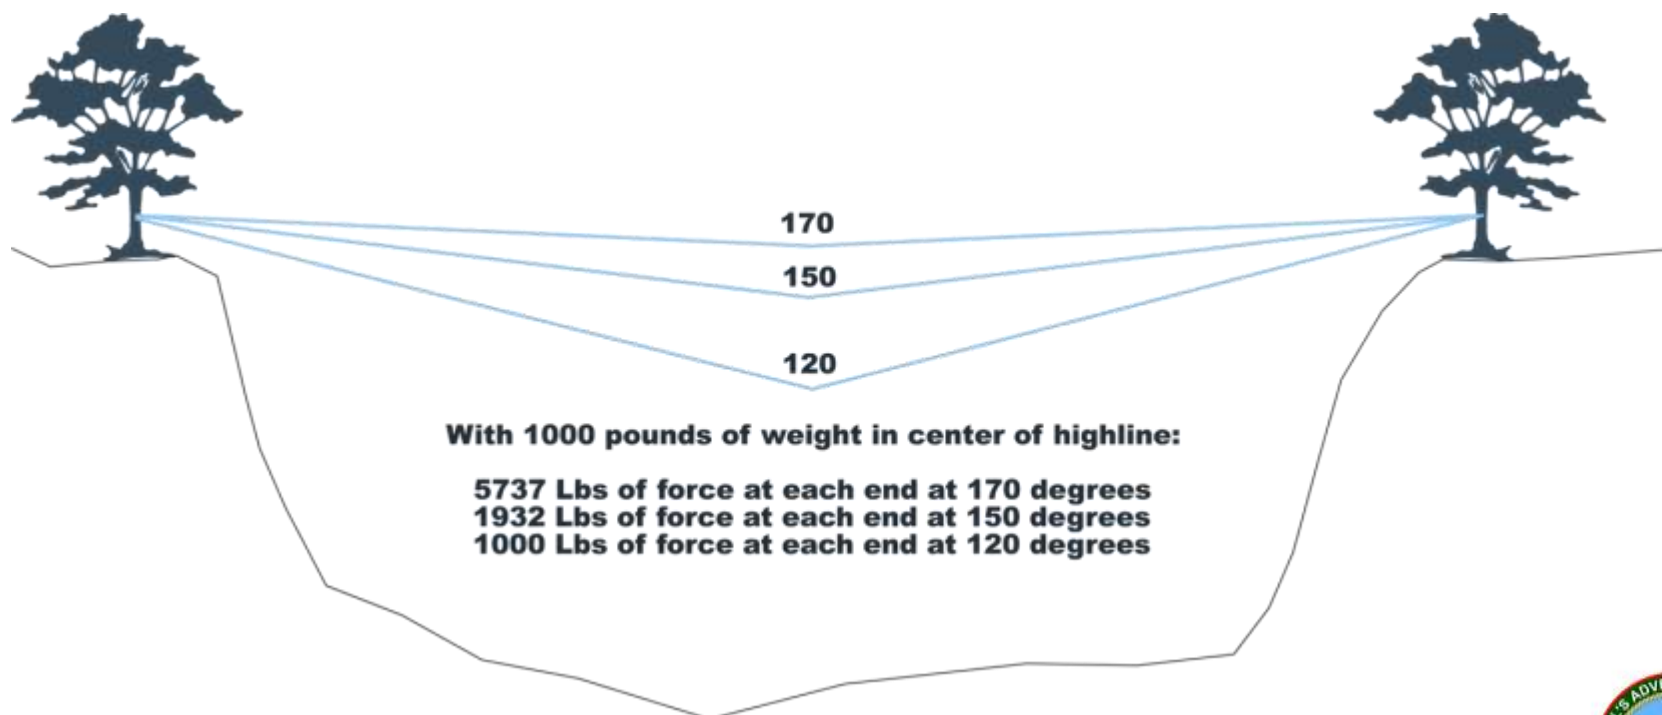 170
150
120
With 1000 pounds of weight in center of highline:
5737 Lbs of force at each end at 170 degrees
1932 Lbs of force at each end at 150 degrees
1000 Lbs of force at each end at 120 degrees